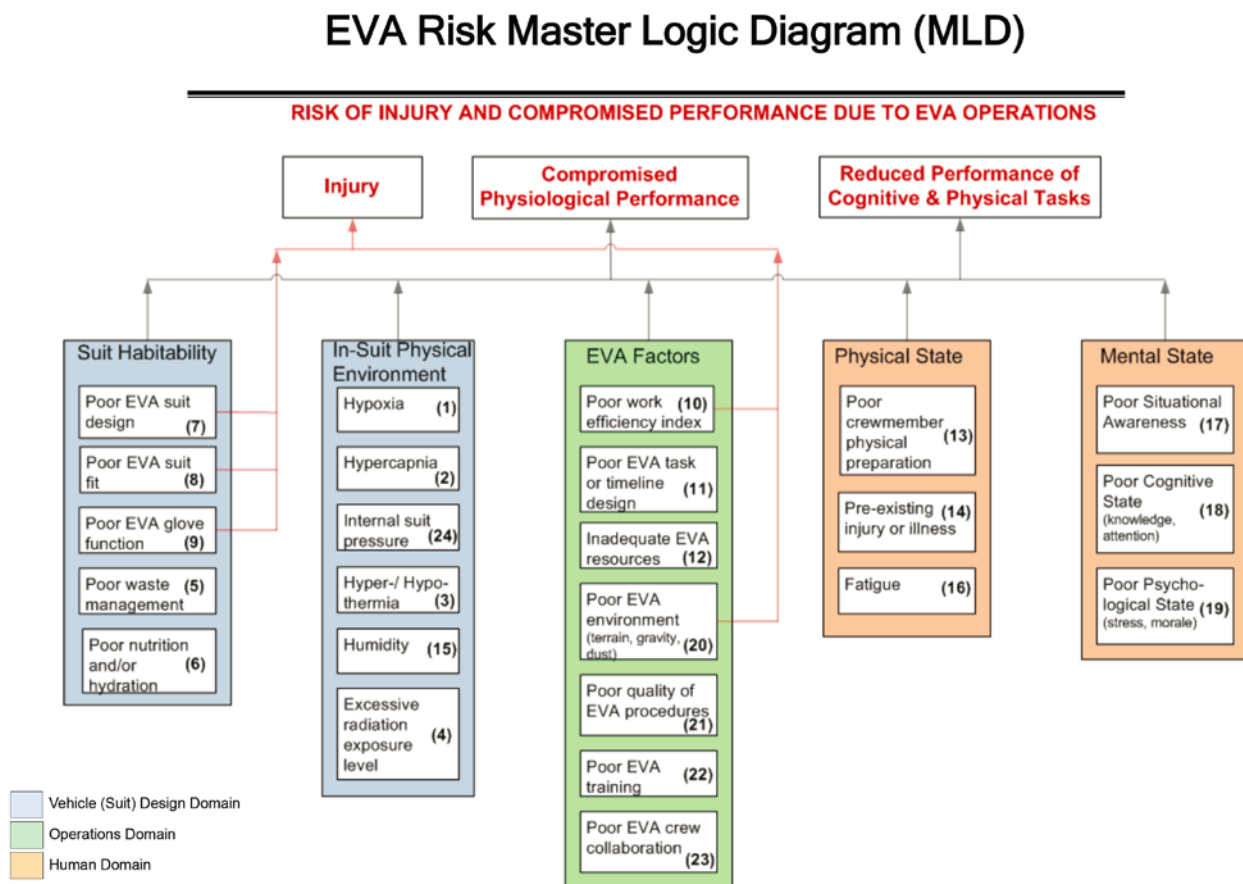 EVA Risk Master Logic Diagram (MLD)
RISK OF INJURY AND COMPROMISED PERFORMANCE DUE TO EVA OPERATIONS
Injury
Compromised
Physiological Performance
Reduced Performance of
Cognitive & Physical Tasks
Suit Habitability
Poor EVA suit
design (7)
Poor EVA suit
fit (8)
Poor EVA glove
function (9)
Poor waste (5)
management
Poor nutrition
and/or (6)
hydration
In-Suit Physical
Environment
Hypoxia (1)
Hypercapnia
(2)
Internal suit
pressure (24)
Hyper-/ Hypo-
thermia (3)
Humidity (15)
Excessive
radiation (4)
exposure
level
EVA Factors
Poor work (10)
efficiency index
Poor EVA task
or timeline (11)
design
Inadequate EVA
resources (12)
Poor EVA
environment
(terrain, gravity,
dust) (20)
Poor quality of
EVA procedures
(21)
Poor EVA (22)
training
Poor EVA crew
collaboration
(23)
Physical State
Poor
crewmember (13)
physical
preparation
Pre-existing (14)
injury or illness
Fatigue (16)
Mental State
Poor Situational
Awareness (17)
Poor Cognitive
State (18)
(knowledge,
attention)
Poor Psycho-
logical State (19)
(stress, morale)
Vehicle (Suit) Design Domain
Operations Domain
Human Domain